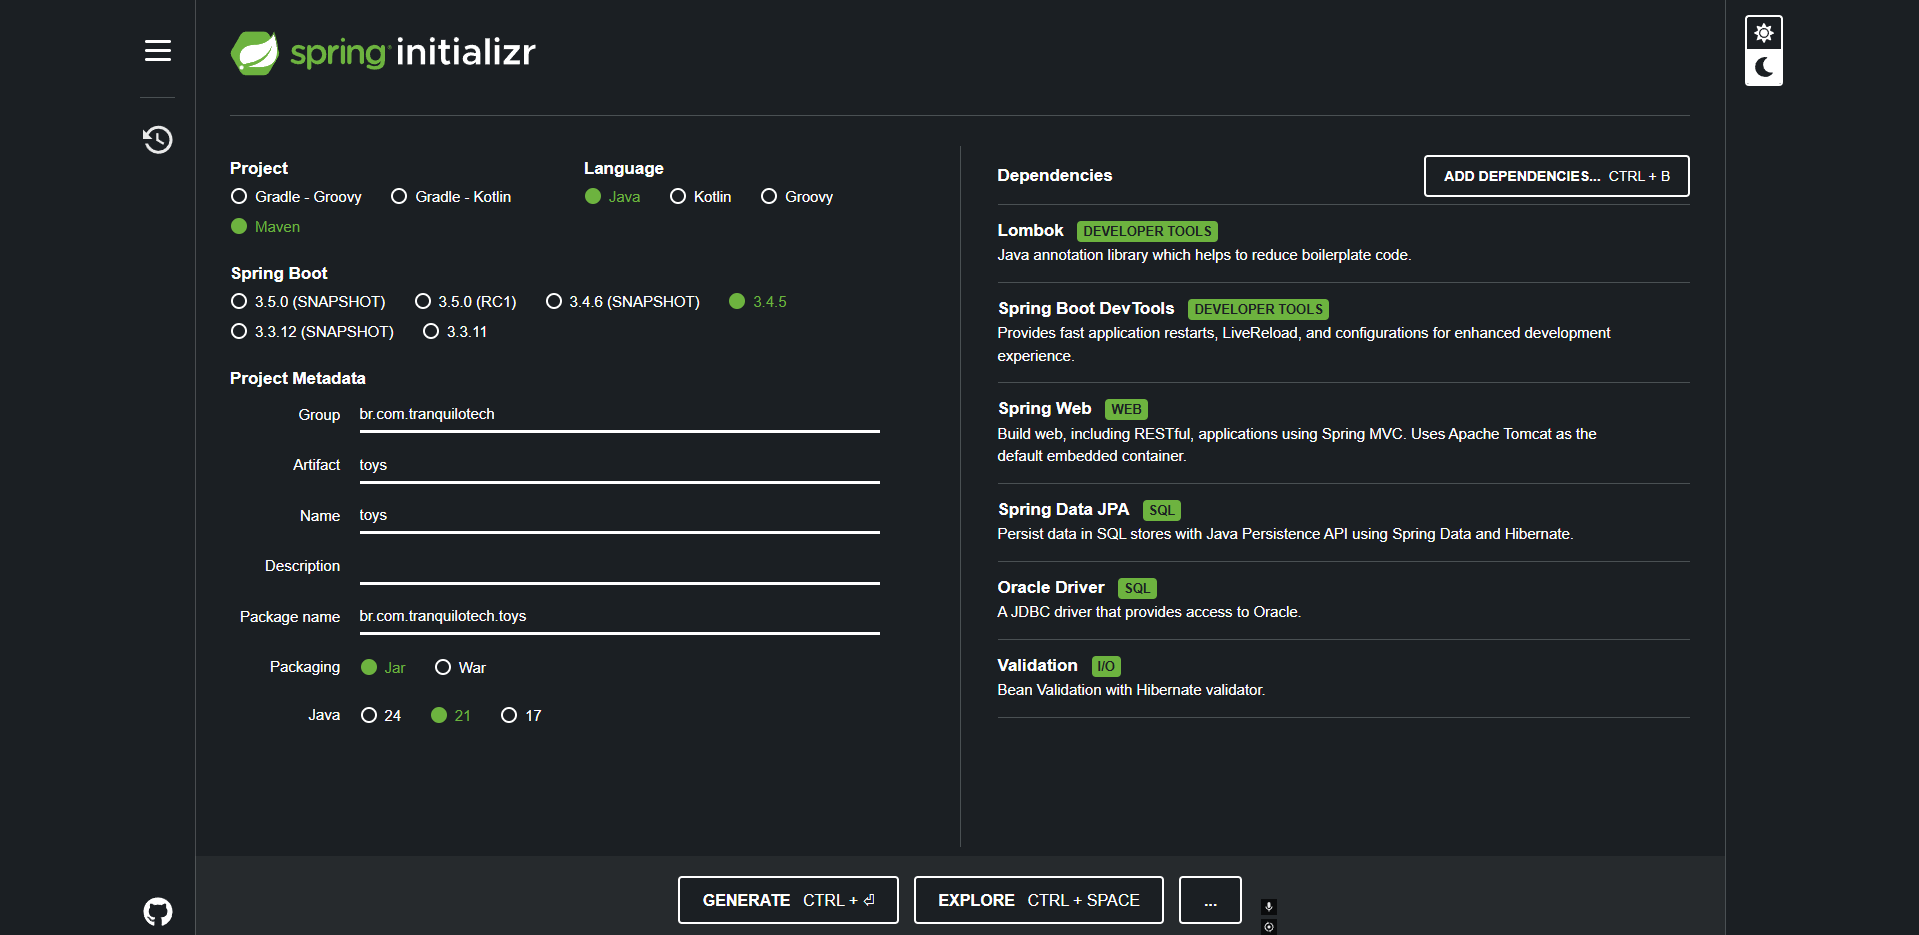 spring initializr
Project
Gradle - Groovy Gradle - Kotlin
Maven
Language
Java Kotlin Groovy
Spring Boot
3.5.0 (SNAPSHOT) 3.5.0 (RC1) 3.4.6 (SNAPSHOT) 3.4.5
3.3.12 (SNAPSHOT) 3.3.11
Project Metadata
Group br.com.tranquilotech
Artifact toys
Name toys
Description
Package name br.com.tranquilotech.toys
Packaging Jar War
Java 24 21 17
Dependencies ADD DEPENDENCIES... CTRL + B
Lombok DEVELOPER TOOLS
Java annotation library which helps to reduce boilerplate code.
Spring Boot DevTools DEVELOPER TOOLS
Provides fast application restarts, LiveReload, and configurations for enhanced development
experience.
Spring Web WEB
Build web, including RESTful, applications using Spring MVC. Uses Apache Tomcat as the
default embedded container.
Spring Data JPA SQL
Persist data in SQL stores with Java Persistence API using Spring Data and Hibernate.
Oracle Driver SQL
A JDBC driver that provides access to Oracle.
Validation I/O
Bean Validation with Hibernate validator.
GENERATE CTRL + ⏎ EXPLORE CTRL + SPACE ...